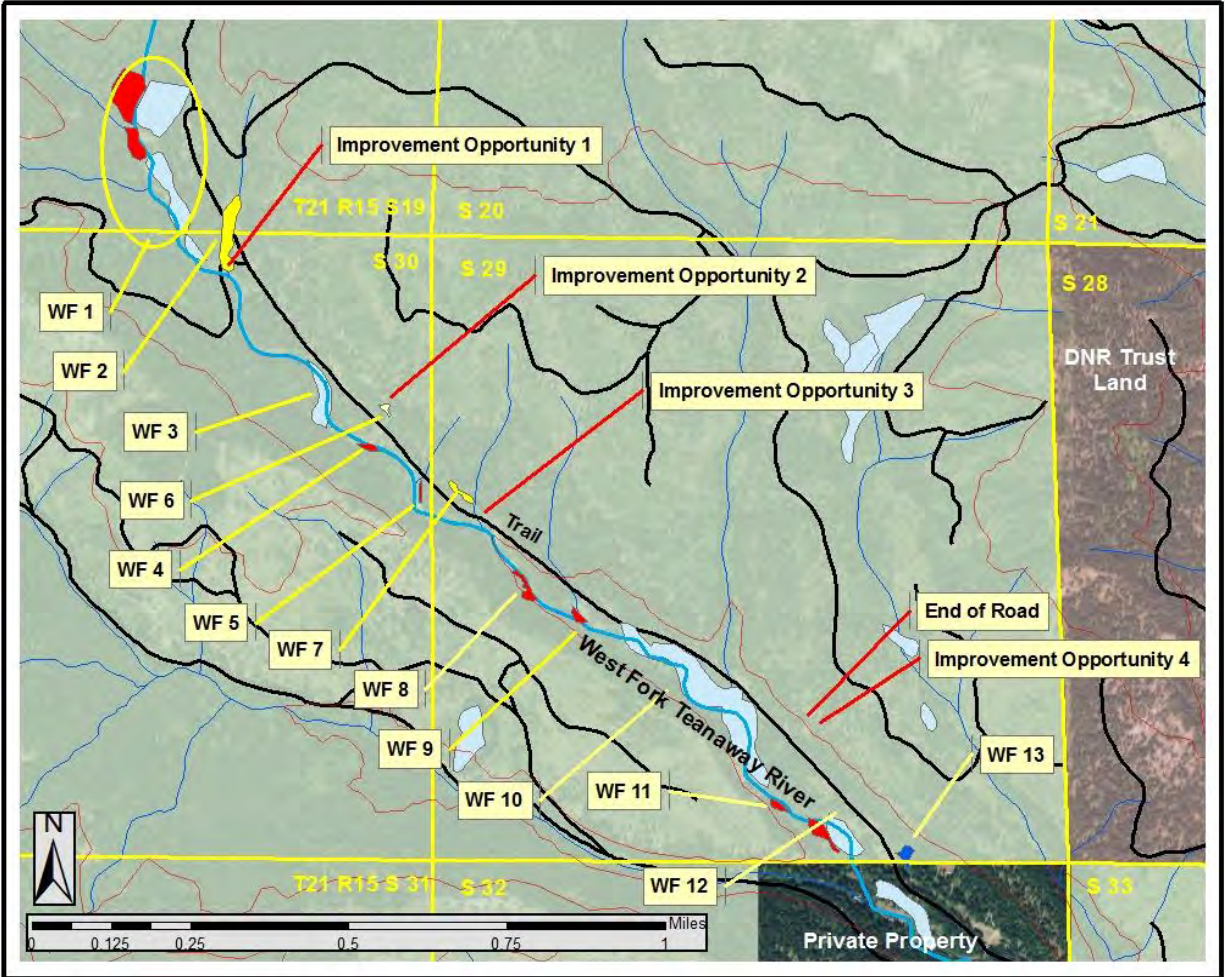 Improvement Opportunity 1
T21 R15 S19
S 20
S 21
S 30
S 29
Improvement Opportunity 2
S 28
WF 1
WF 2
DNR Trust
Land
Improvement Opportunity 3
WF 3
WF 6
Trail
WF 4
WF 5
End of Road
WF 7
Improvement Opportunity 4
WF 8
West Fork Teanaway River
WF 9
WF 13
WF 10
WF 11
N
WF 12
T21 R15 S 31
S 32
S 33
Miles
0 0.125 0.25 0.5 0.75 1
Private Property